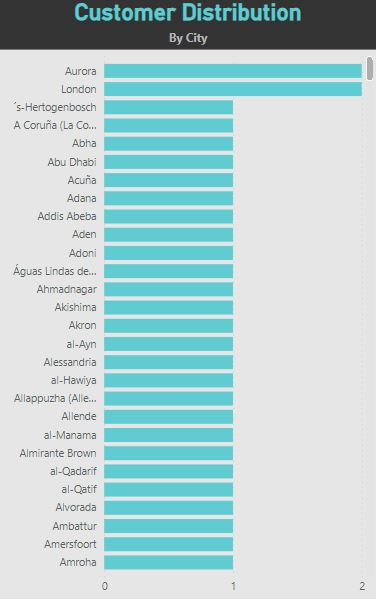 Customer Distribution
By City
Aurora
London
´s-Hertogenbosch
A Coruña (La Co...
Abha
Abu Dhabi
Acuña
Adana
Addis Abeba
Aden
Adoni
Águas Lindas de...
Ahmadnagar
Akishima
Akron
al-Ayn
Alessandria
al-Hawiya
Allappuzha (Alle...
Allende
al-Manama
Almirante Brown
al-Qadarif
al-Qatif
Alvorada
Ambattur
Amersfoort
Amroha
0 1 2